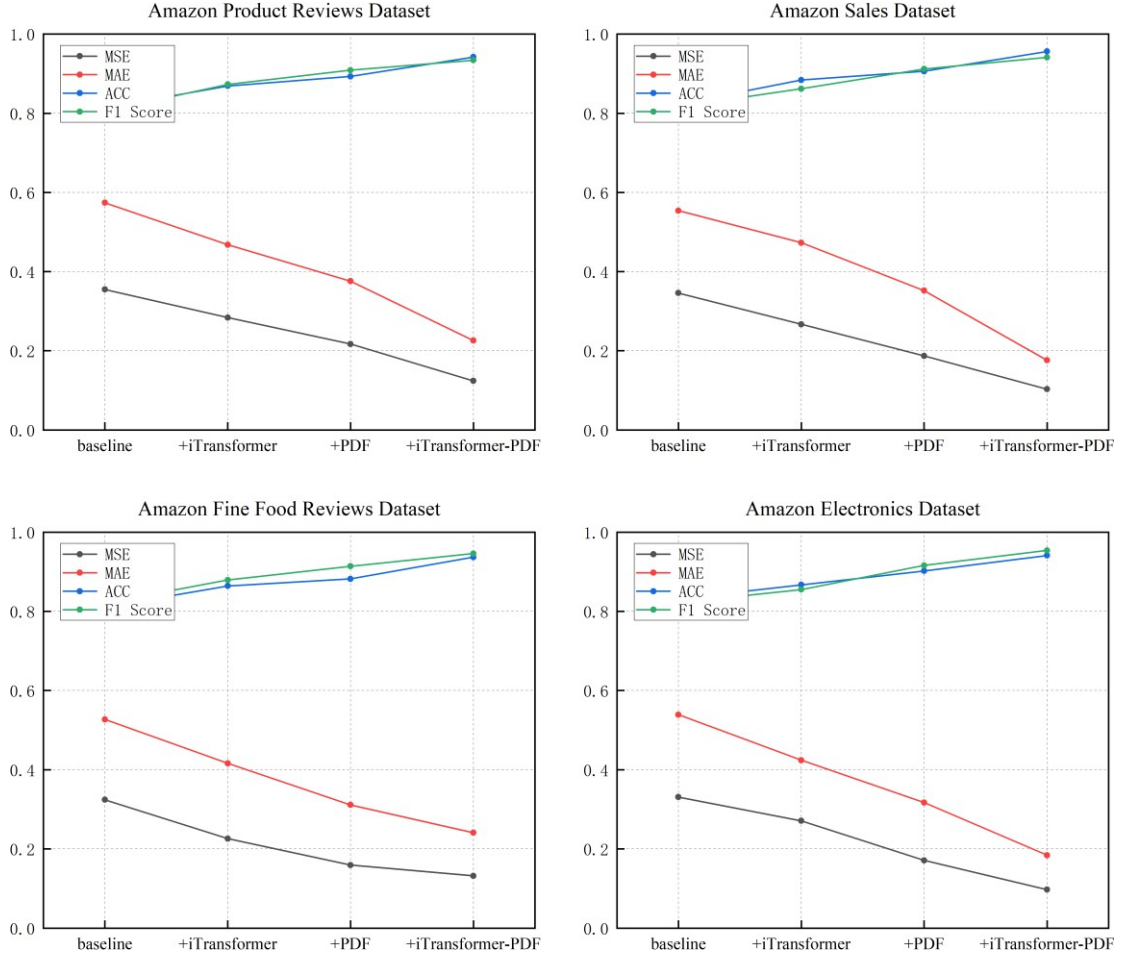 Amazon Product Reviews Dataset
1.0
0.8
0.6
0.4
0.2
0.0
MSE
MAE
ACC
F1 Score
baseline
+iTransformer
+PDF
+iTransformer-PDF
Amazon Sales Dataset
1.0
0.8
0.6
0.4
0.2
0.0
MSE
MAE
ACC
F1 Score
baseline
+iTransformer
+PDF
+iTransformer-PDF
Amazon Fine Food Reviews Dataset
1.0
0.8
0.6
0.4
0.2
0.0
MSE
MAE
ACC
F1 Score
baseline
+iTransformer
+PDF
+iTransformer-PDF
Amazon Electronics Dataset
1.0
0.8
0.6
0.4
0.2
0.0
MSE
MAE
ACC
F1 Score
baseline
+iTransformer
+PDF
+iTransformer-PDF